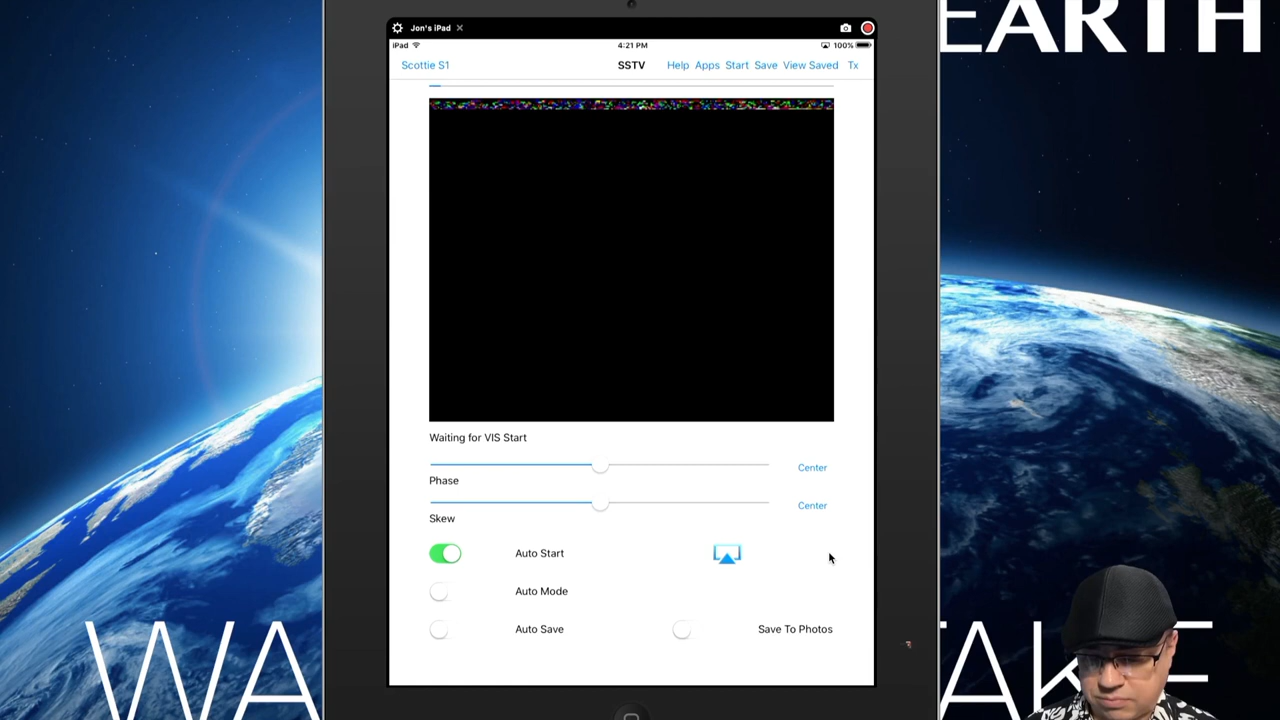 EARTH
Jon's iPad
iPad 4:21 PM 100%
Scottie S1 SSTV Help Apps Start Save View Saved Tx
Waiting for VIS Start
Center
Phase
Center
Skew
Auto Start
Auto Mode
Auto Save Save To Photos
WA AKE